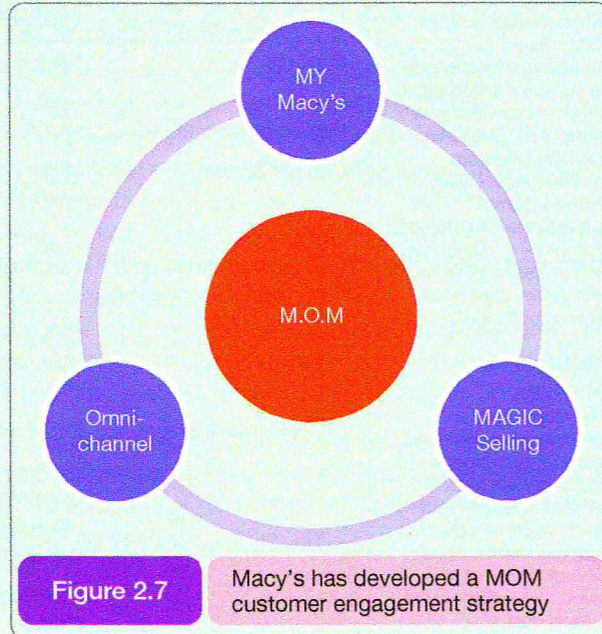 MY
Macy's
M.O.M
Omni-
channel
MAGIC
Selling
Figure 2.7
Macy's has developed a MOM
customer engagement strategy